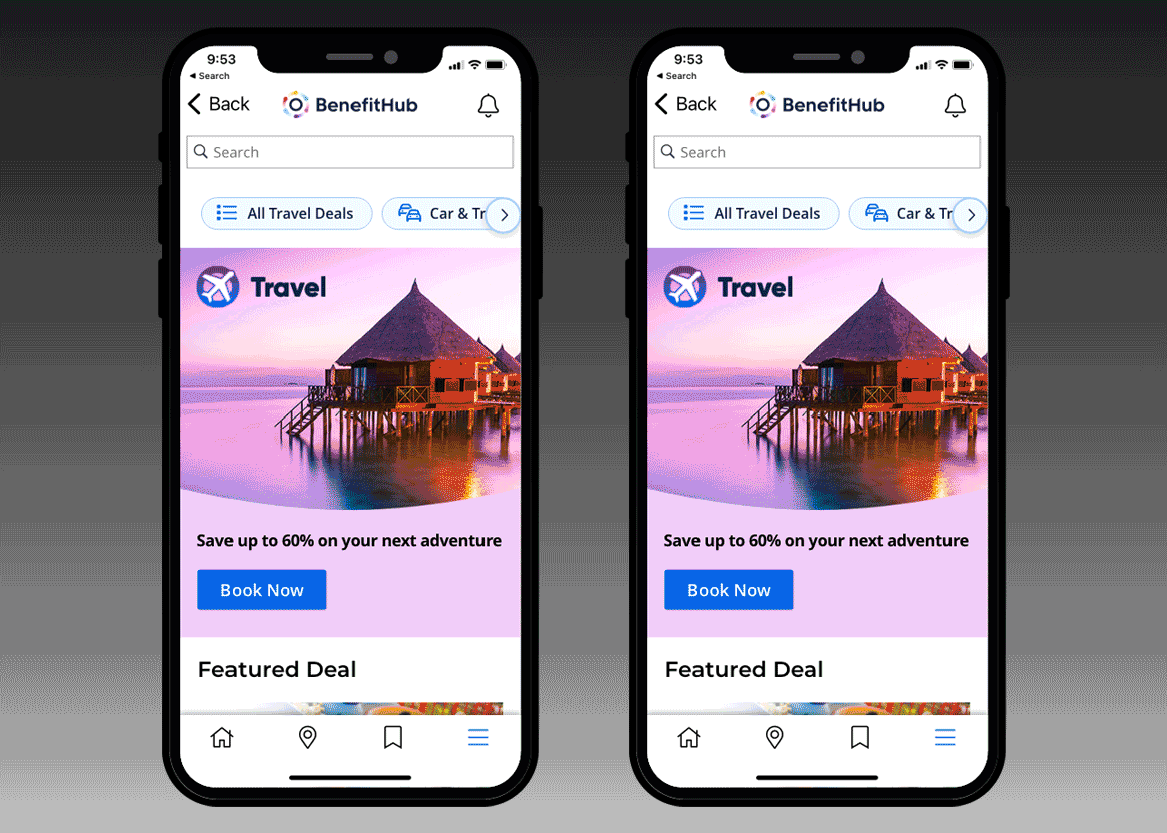 9:53
Search
Back
BenefitHub
Search
All Travel Deals
Car & Tr
Travel
Save up to 60% on your next adventure
Book Now
Featured Deal
9:53
Search
Back
BenefitHub
Search
All Travel Deals
Car & Tr
Travel
Save up to 60% on your next adventure
Book Now
Featured Deal